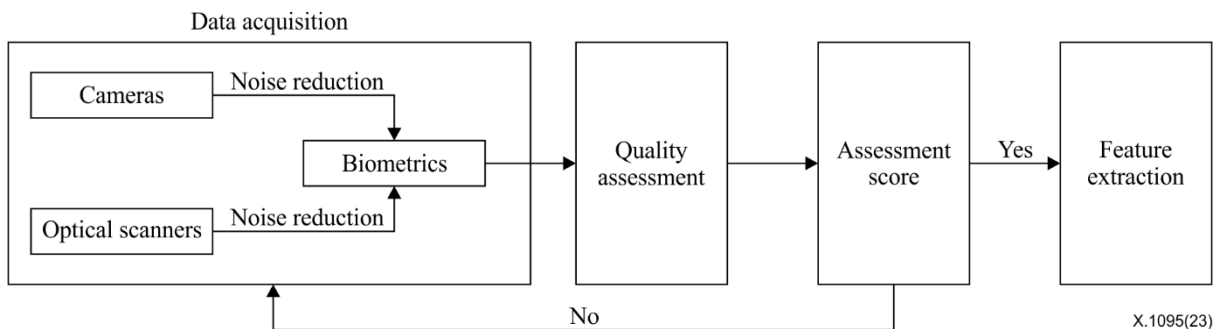 Data acquisition
Cameras
Noise reduction
Biometrics
Optical scanners
Noise reduction
Quality
assessment
Assessment
score
Yes
Feature
extraction
No
X.1095(23)